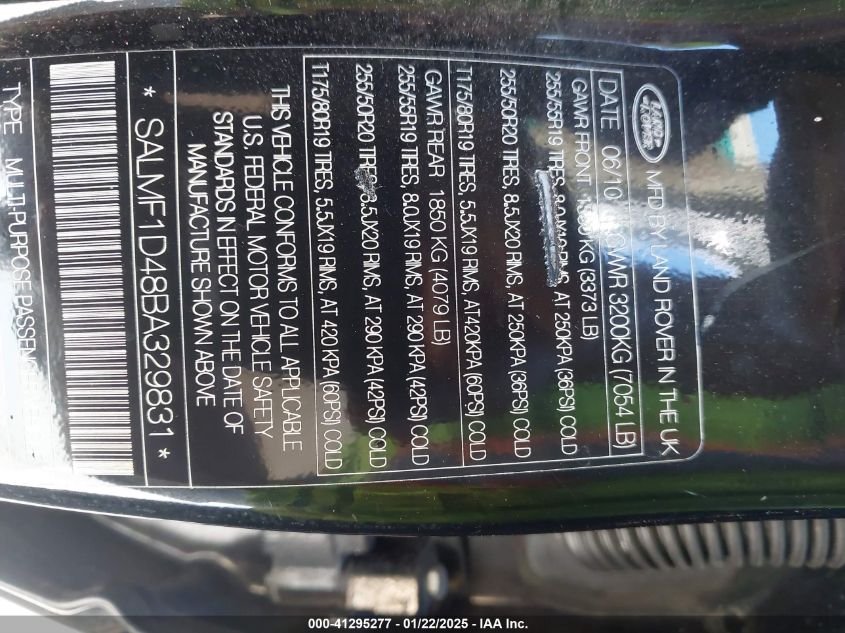 LAND ROVER MFD BY LAND ROVER IN THE UK
DATE 06/10 GVWR 3200KG (7054 LB)
GAWR FRONT KG (3373 LB)
255/55R19 TIRES, 8.0JX19 RIMS, AT 250KPA (36PSI) COLD
255/50R20 TIRES, 8.5JX20 RIMS, AT 250KPA (36PSI) COLD
T175/80R19 TIRES, 5.5JX19 RIMS, AT 420KPA (60PSI) COLD
GAWR REAR 1850 KG (4079 LB)
255/55R19 TIRES, 8.0JX19 RIMS, AT 290 KPA (42PSI) COLD
255/50R20 TIRES, 8.5JX20 RIMS, AT 290 KPA (42PSI) COLD
T175/80R19 TIRES, 5.5JX19 RIMS, AT 420 KPA (60PSI) COLD
THIS VEHICLE CONFORMS TO ALL APPLICABLE
U.S. FEDERAL MOTOR VEHICLE SAFETY
STANDARDS IN EFFECT ON THE DATE OF
MANUFACTURE SHOWN ABOVE
* SALMF1D48BA329831 *
TYPE MULTI-PURPOSE
000-41295277 - 01/22/2025 - IAA Inc.